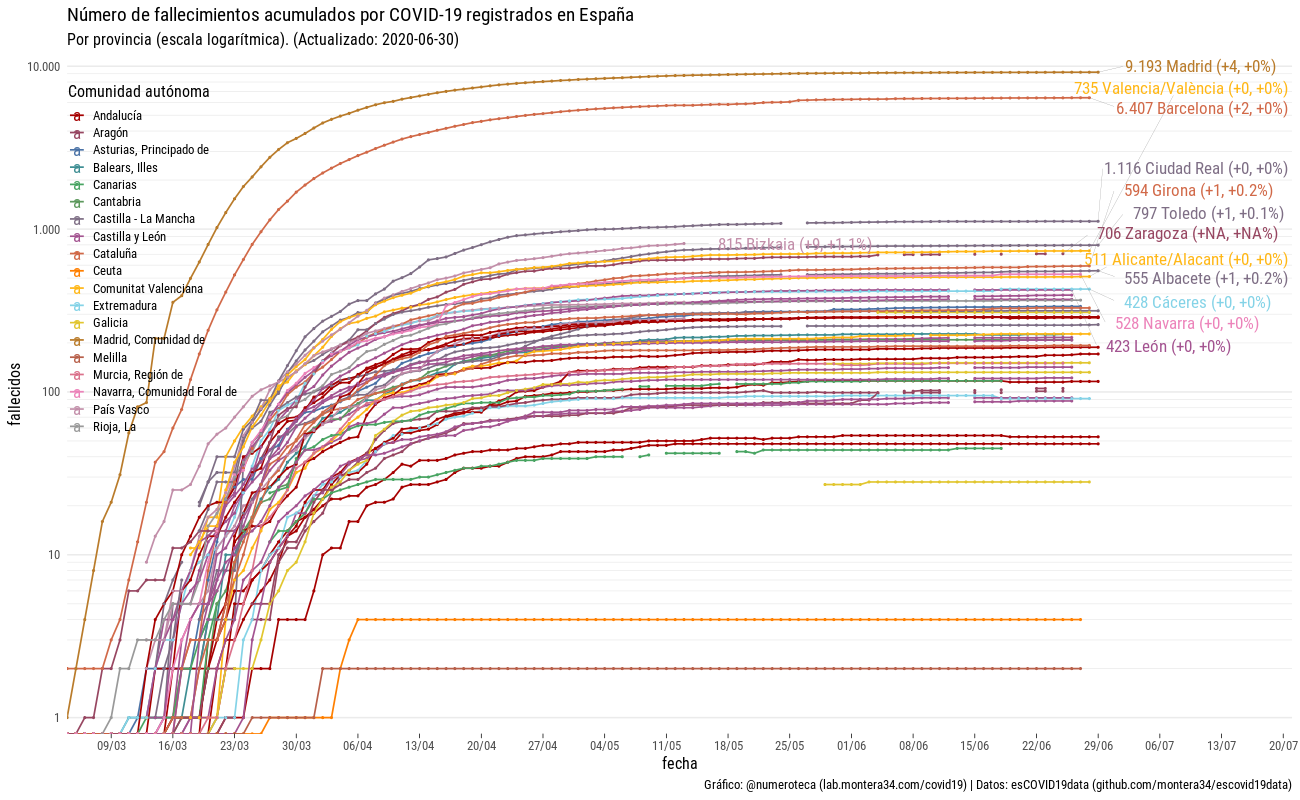 Número de fallecimientos acumulados por COVID-19 registrados en España
Por provincia (escala logarítmica). (Actualizado: 2020-06-30)
10.000
1.000
100
10
1
fallecidos
Comunidad autónoma
Andalucía
Aragón
Asturias, Principado de
Balears, Illes
Canarias
Cantabria
Castilla - La Mancha
Castilla y León
Cataluña
Ceuta
Comunitat Valenciana
Extremadura
Galicia
Madrid, Comunidad de
Melilla
Murcia, Región de
Navarra, Comunidad Foral de
País Vasco
Rioja, La
9.193 Madrid (+4, +0%)
735 Valencia/València (+0, +0%)
6.407 Barcelona (+2, +0%)
1.116 Ciudad Real (+0, +0%)
594 Girona (+1, +0.2%)
797 Toledo (+1, +0.1%)
706 Zaragoza (+NA, +NA%)
815 Bizkaia (+9, +1.1%)
511 Alicante/Alacant (+0, +0%)
555 Albacete (+1, +0.2%)
428 Cáceres (+0, +0%)
528 Navarra (+0, +0%)
423 León (+0, +0%)
09/03 16/03 23/03 30/03 06/04 13/04 20/04 27/04 04/05 11/05 18/05 25/05 01/06 08/06 15/06 22/06 29/06 06/07 13/07 20/07
fecha
Gráfico: @numeroteca (lab.montera34.com/covid19) | Datos: esCOVID19data (github.com/montera34/escovid19data)